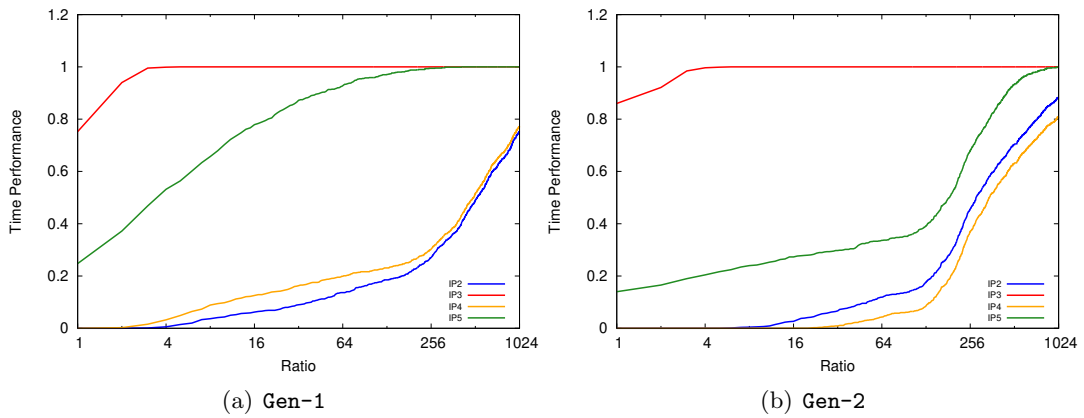 1.2
1
0.8
0.6
0.4
0.2
0
Time Performance
1 4 16 64 256 1024
Ratio
IP2
IP3
IP4
IP5
(a) Gen-1
1.2
1
0.8
0.6
0.4
0.2
0
Time Performance
1 4 16 64 256 1024
Ratio
IP2
IP3
IP4
IP5
(b) Gen-2